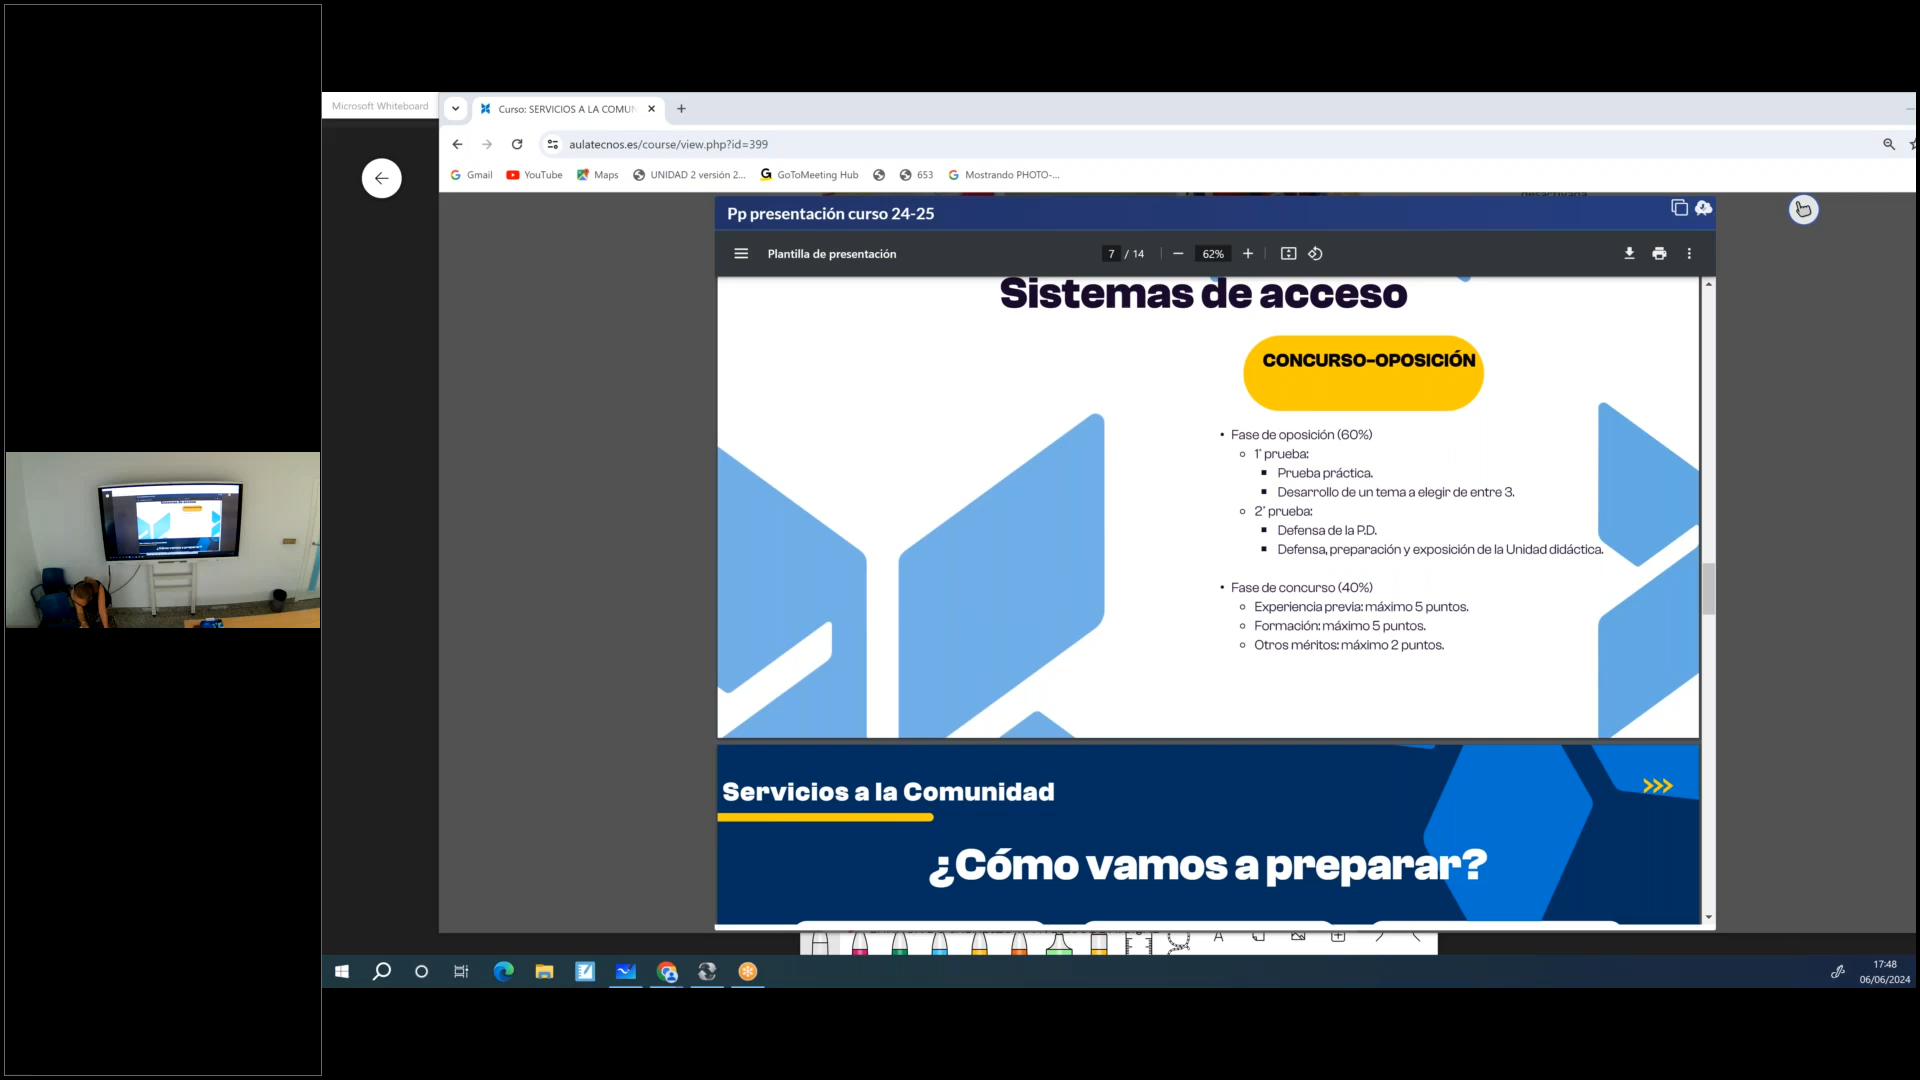 Microsoft Whiteboard
Curso: SERVICIOS A LA COMUN
aulatecnos.es/course/view.php?id=399
Gmail
YouTube
Maps
UNIDAD 2 versión 2...
GoToMeeting Hub
653
Mostrando PHOTO-...
desactivada
Pp presentación curso 24-25
Plantilla de presentación
7 / 14
62%
Sistemas de acceso
CONCURSO-OPOSICIÓN
• Fase de oposición (60%)
1ª prueba:
Prueba práctica.
Desarrollo de un tema a elegir de entre 3.
2ª prueba:
Defensa de la P.D.
Defensa, preparación y exposición de la Unidad didáctica.
• Fase de concurso (40%)
Experiencia previa: máximo 5 puntos.
Formación: máximo 5 puntos.
Otros méritos: máximo 2 puntos.
Servicios a la Comunidad
¿Cómo vamos a preparar?
17:48
06/06/2024